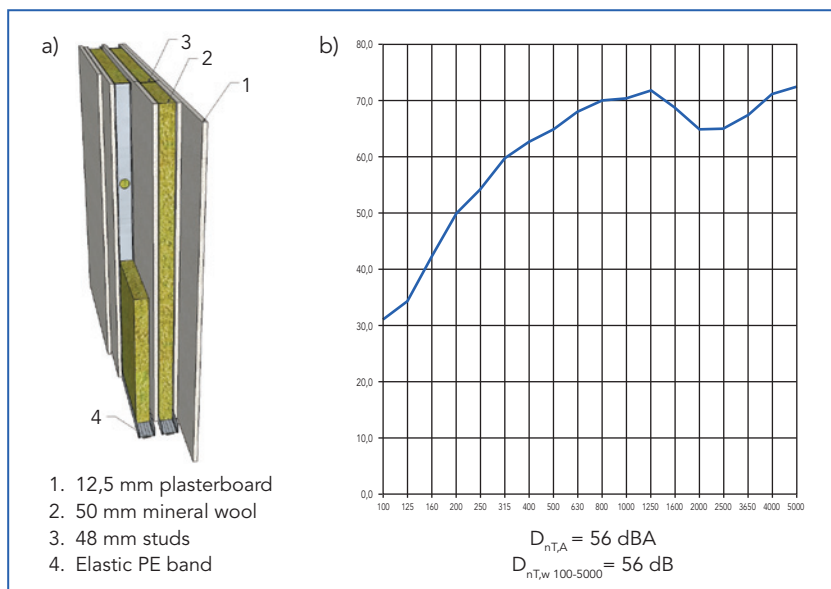 a)
3
2
1
4
1. 12,5 mm plasterboard
2. 50 mm mineral wool
3. 48 mm studs
4. Elastic PE band
b)
80,0
70,0
60,0
50,0
40,0
30,0
20,0
10,0
0,0
100 125 160 200 250 315 400 500 630 800 1000 1250 1600 2000 2500 3650 4000 5000
DnT,A = 56 dBA
DnT,w 100-5000= 56 dB